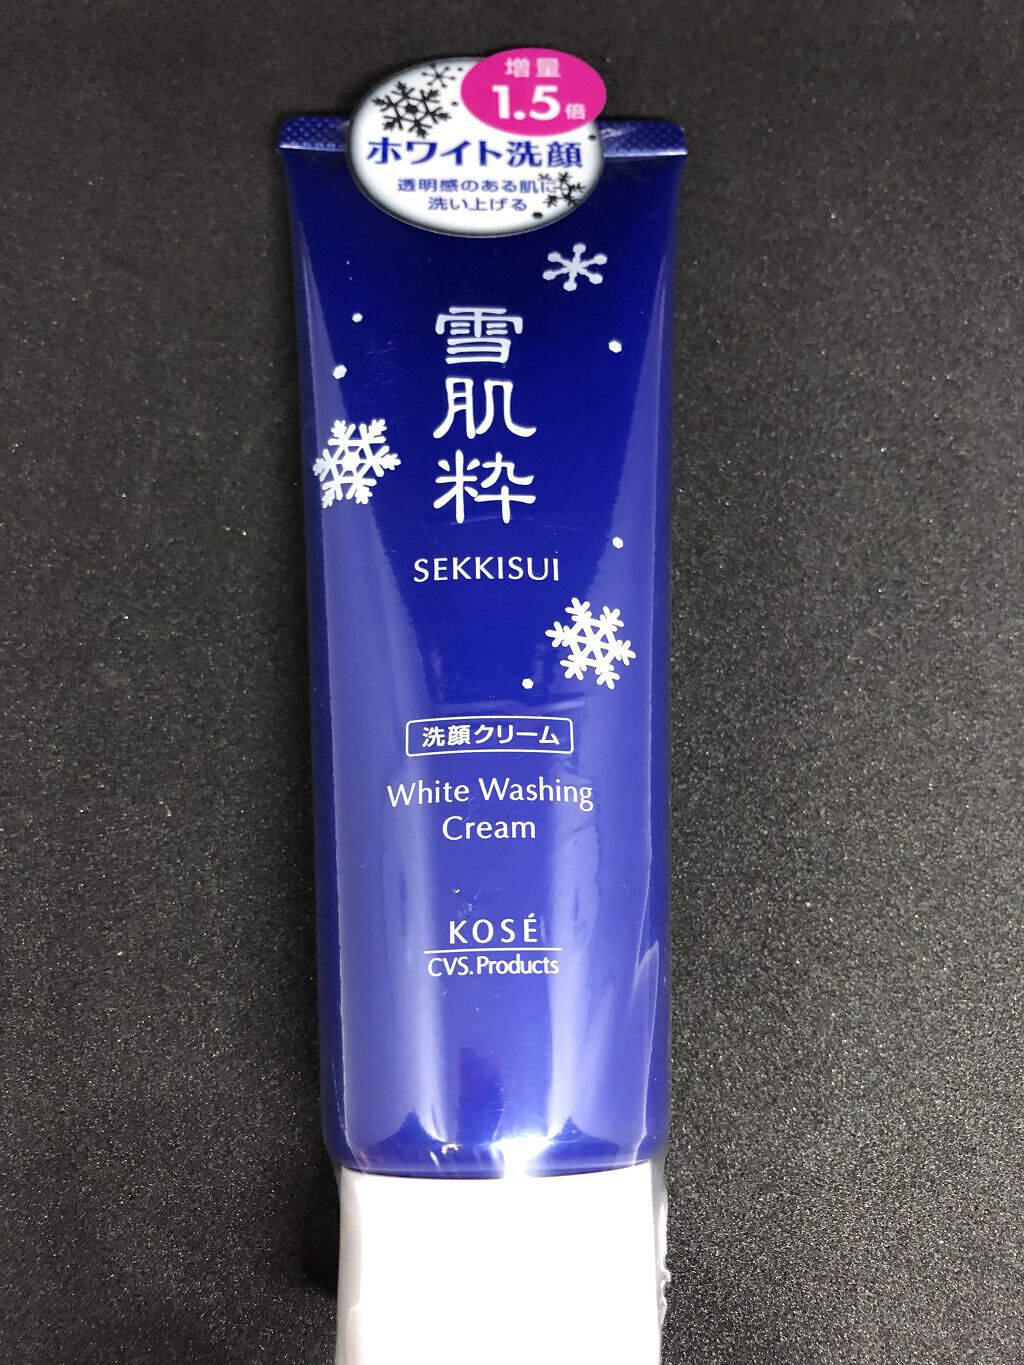 増量
1.5倍
ホワイト洗顔
透明感のある肌に
洗い上げる
雪肌粋
SEKKISUI
洗顔クリーム
White Washing
Cream
KOSÉ
CVS.Products